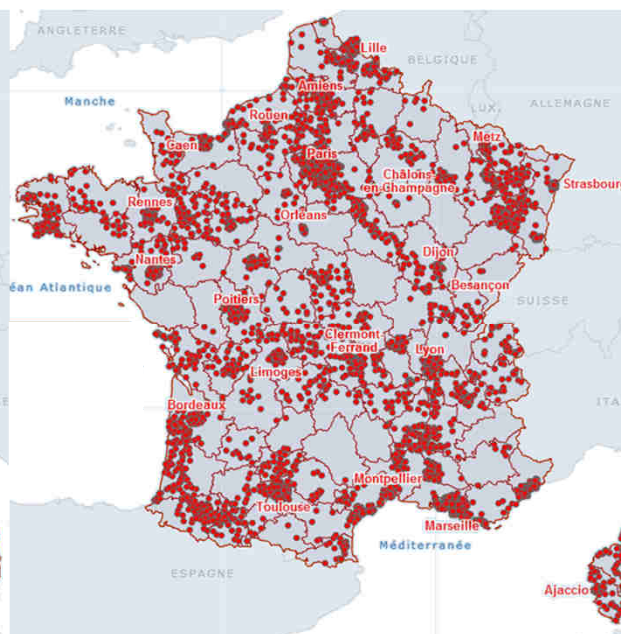 ANGLETERRE
Lille
BELGIQUE
Manche
Amiens
LUX.
ALLEMAGNE
Rouen
Caen
Paris
Metz
Châlons
en Champagne
Strasbourg
Rennes
Orléans
Nantes
Dijon
éan Atlantique
Besançon
SUISSE
Poitiers
Clermont
Ferrand
Lyon
Limoges
ITA
Bordeaux
Montpellier
Toulouse
Marseille
Méditerranée
ESPAGNE
Ajaccio